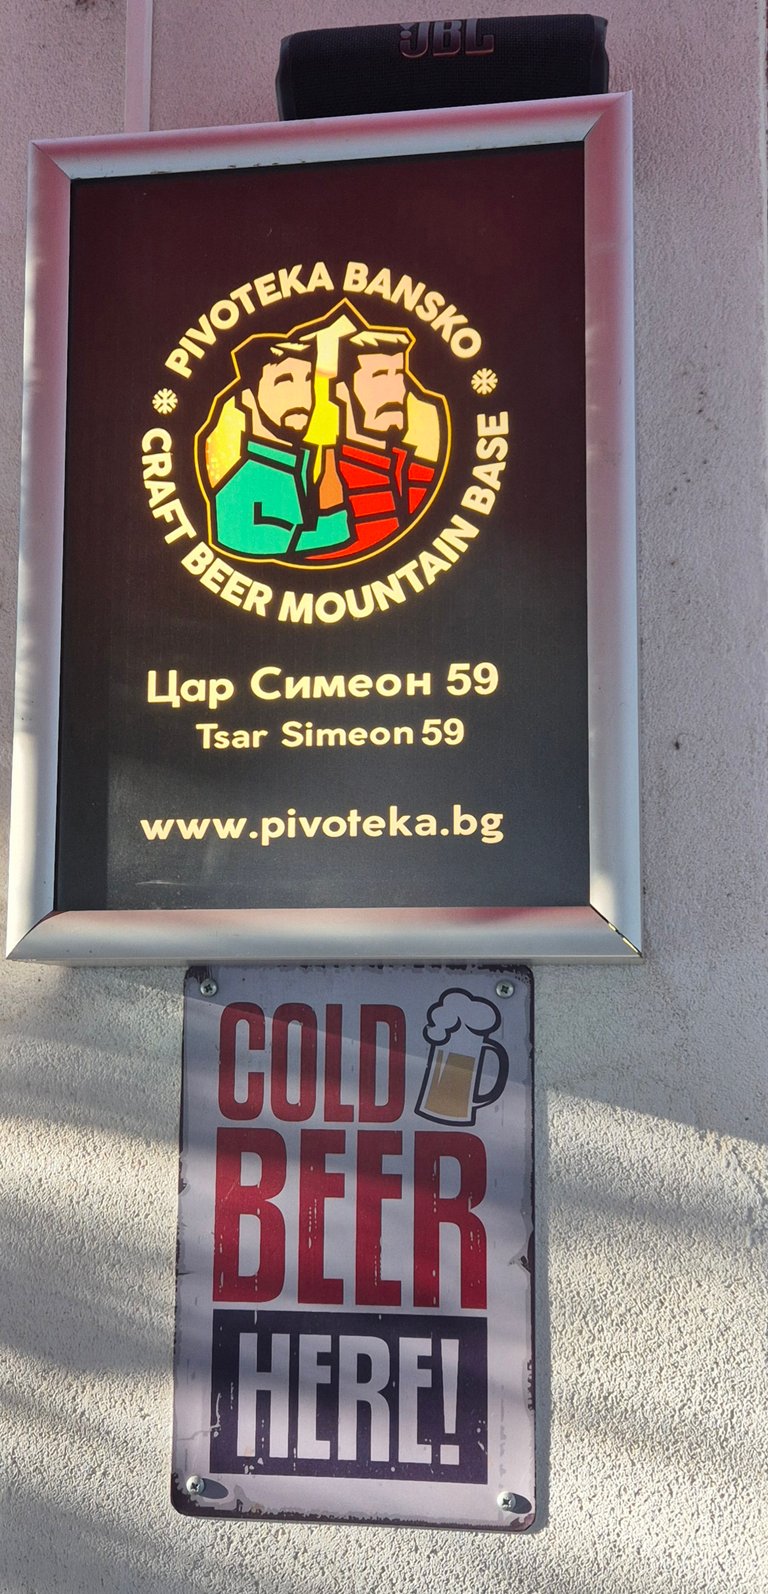 JBL
PIVOTEKA BANSKO
CRAFT BEER MOUNTAIN BASE
Цар Симеон 59
Tsar Simeon 59
www.pivoteka.bg
COLD
BEER
HERE!